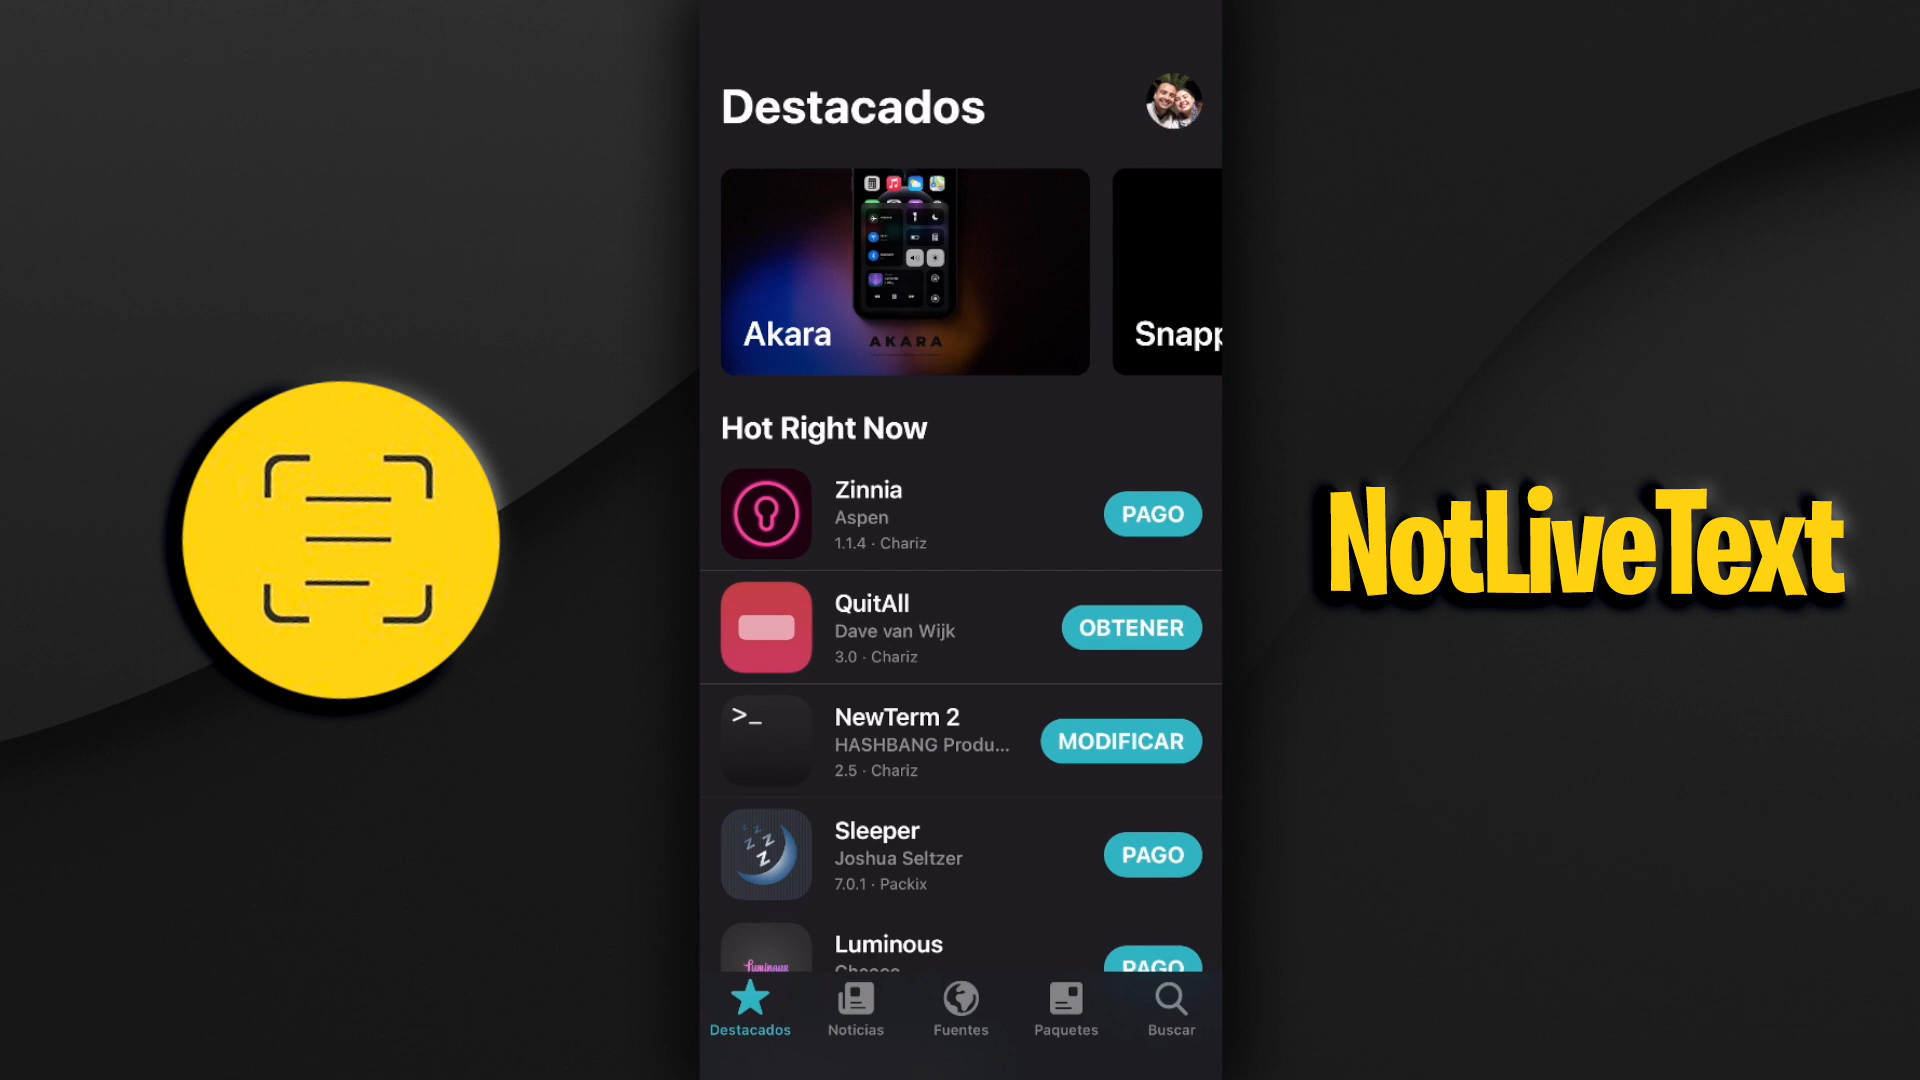 Destacados
Akara
AKARA
Snapp
Hot Right Now
Zinnia
Aspen
1.1.4 · Chariz
PAGO
QuitAll
Dave van Wijk
3.0 · Chariz
OBTENER
>_
NewTerm 2
HASHBANG Produ...
2.5 · Chariz
MODIFICAR
z z z z z
Sleeper
Joshua Seltzer
7.0.1 · Packix
PAGO
Luminous
Luminous
PAGO
Destacados
Noticias
Fuentes
Paquetes
Buscar
NotLiveText